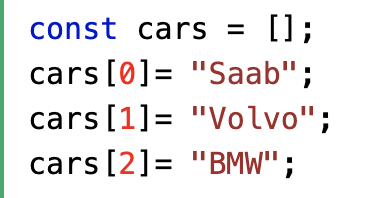 const cars = [];
cars[0]= "Saab";
cars[1]= "Volvo";
cars[2]= "BMW";